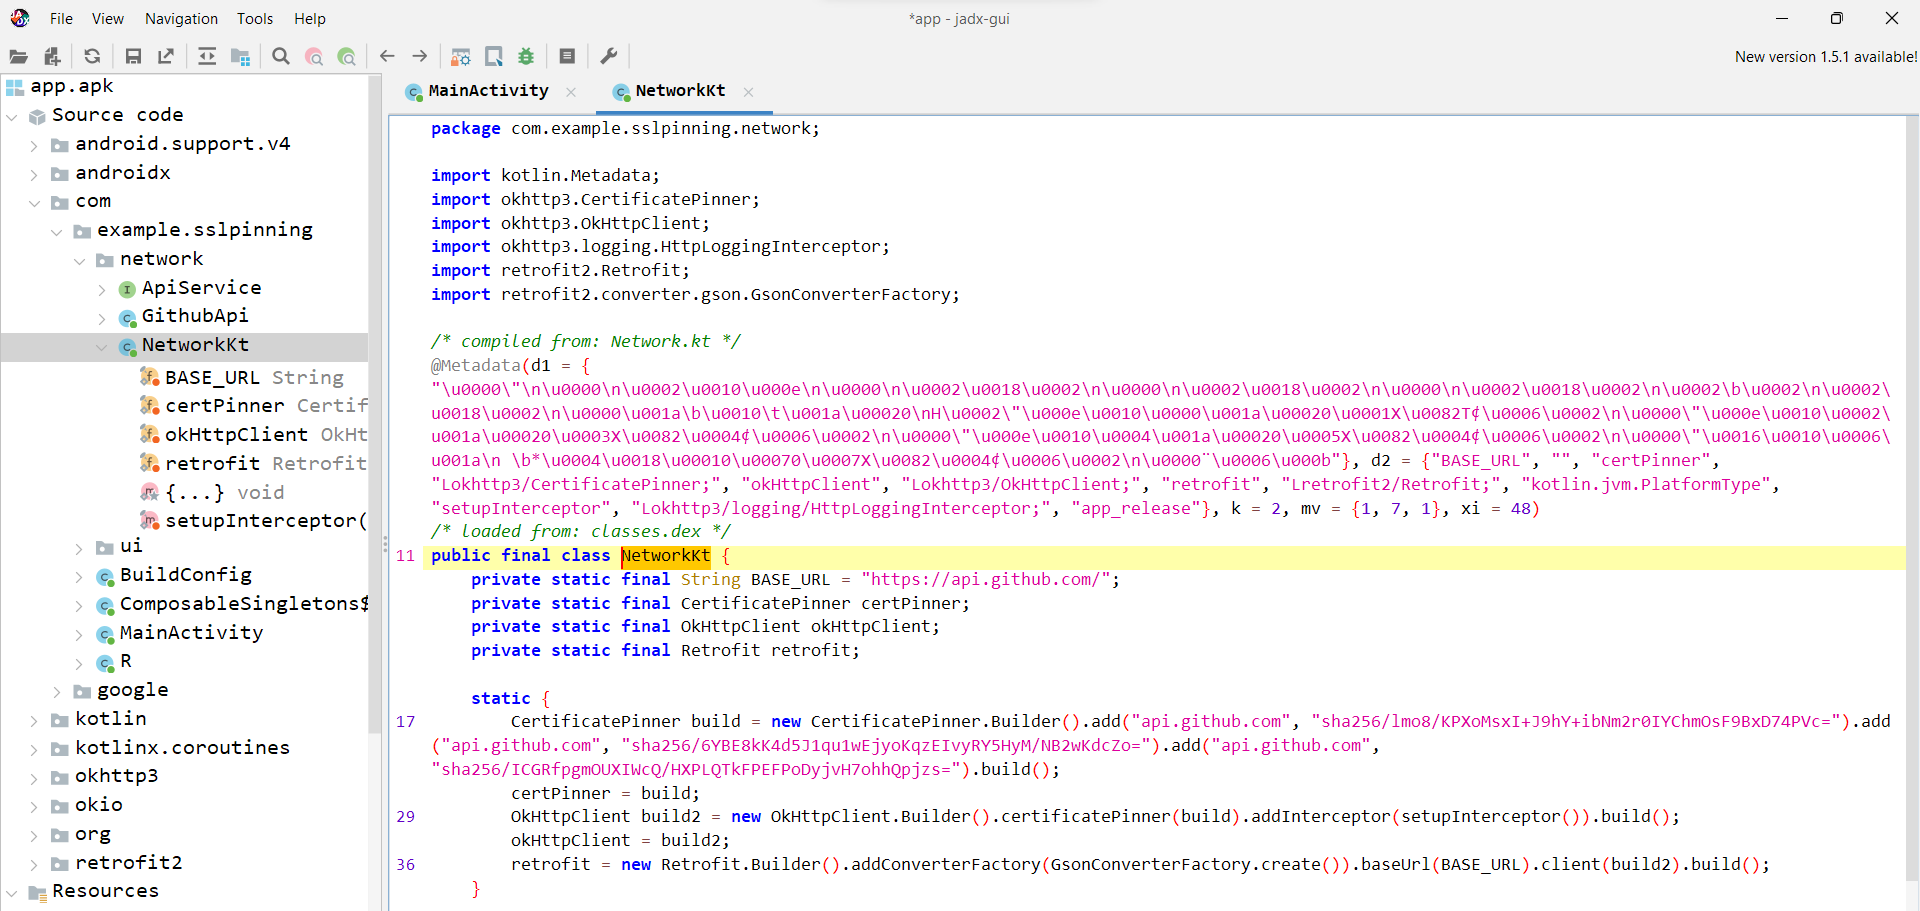 File View Navigation Tools Help
*app - jadx-gui
New version 1.5.1 available!
app.apk
Source code
android.support.v4
androidx
com
example.sslpinning
network
ApiService
GithubApi
NetworkKt
BASE_URL String
certPinner Certif
okHttpClient OkHt
retrofit Retrofit
{...} void
setupInterceptor(
ui
BuildConfig
ComposableSingletons$
MainActivity
R
google
kotlin
kotlinx.coroutines
okhttp3
okio
org
retrofit2
Resources
MainActivity NetworkKt
package com.example.sslpinning.network;
import kotlin.Metadata;
import okhttp3.CertificatePinner;
import okhttp3.OkHttpClient;
import okhttp3.logging.HttpLoggingInterceptor;
import retrofit2.Retrofit;
import retrofit2.converter.gson.GsonConverterFactory;
/* compiled from: Network.kt */
@Metadata(d1 = {
"\u0000\"\n\u0000\n\u0002\u0010\u000e\n\u0000\n\u0002\u0018\u0002\n\u0000\n\u0002\u0018\u0002\n\u0000\n\u0002\u0018\u0002\n\u0002\b\u0002\n\u0002\
\u0018\u0002\n\u0000\u001a\b\u0010\t\u001a\u00020\nH\u0002\"\u000e\u0010\u0000\u001a\u00020\u0001X\u0082T¢\u0006\u0002\n\u0000\"\u000e\u0010\u0002\
u001a\u00020\u0003X\u0082\u0004¢\u0006\u0002\n\u0000\"\u000e\u0010\u0004\u001a\u00020\u0005X\u0082\u0004¢\u0006\u0002\n\u0000\"\u0016\u0010\u0006\
u001a\n \b*\u0004\u0018\u00010\u00070\u0007X\u0082\u0004¢\u0006\u0002\n\u0000¨\u0006\u000b"}, d2 = {"BASE_URL", "", "certPinner",
"Lokhttp3/CertificatePinner;", "okHttpClient", "Lokhttp3/OkHttpClient;", "retrofit", "Lretrofit2/Retrofit;", "kotlin.jvm.PlatformType",
"setupInterceptor", "Lokhttp3/logging/HttpLoggingInterceptor;", "app_release"}, k = 2, mv = {1, 7, 1}, xi = 48)
/* loaded from: classes.dex */
11 public final class NetworkKt {
private static final String BASE_URL = "https://api.github.com/";
private static final CertificatePinner certPinner;
private static final OkHttpClient okHttpClient;
private static final Retrofit retrofit;
static {
17 CertificatePinner build = new CertificatePinner.Builder().add("api.github.com", "sha256/lmo8/KPXoMsxI+J9hY+ibNm2r0IYChmOsF9BxD74PVc=").add
("api.github.com", "sha256/6YBE8kK4d5J1qu1wEjyoKqzEIvyRY5HyM/NB2wKdcZo=").add("api.github.com",
"sha256/ICGRfpgmOUXIWcQ/HXPLQTkFPEFPoDyjvH7ohhQpjzs=").build();
certPinner = build;
29 OkHttpClient build2 = new OkHttpClient.Builder().certificatePinner(build).addInterceptor(setupInterceptor()).build();
okHttpClient = build2;
36 retrofit = new Retrofit.Builder().addConverterFactory(GsonConverterFactory.create()).baseUrl(BASE_URL).client(build2).build();
}